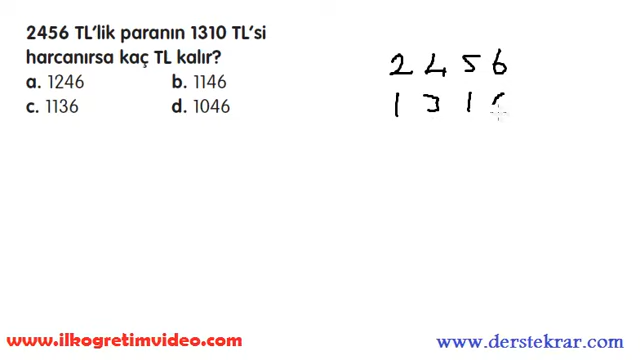 2456 TL'lik paranın 1310 TL'si
harcanırsa kaç TL kalır?
a. 1246 b. 1146
c. 1136 d. 1046
2456
131
www.ilkogretimvideo.com
www.derstekrar.com